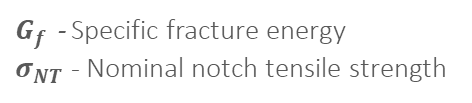 G_f - Specific fracture energy
σ_NT - Nominal notch tensile strength